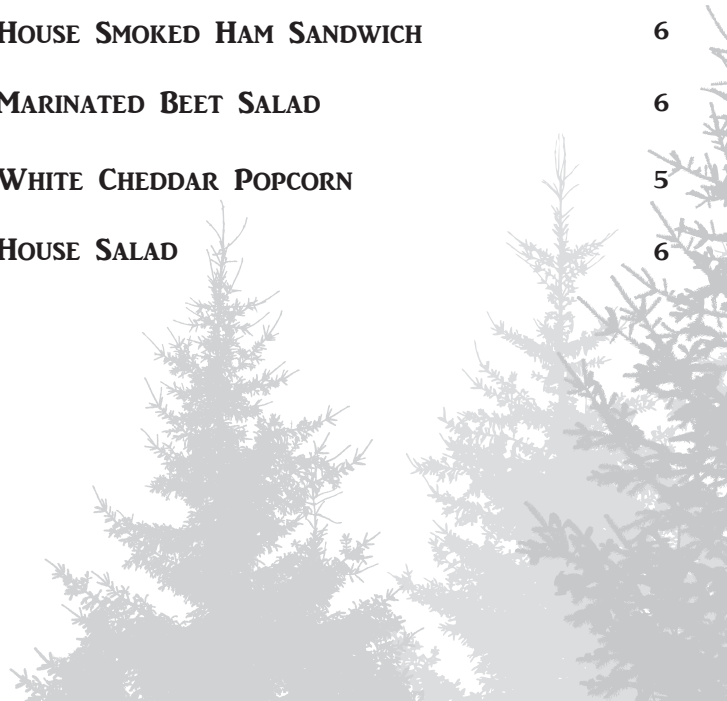 House Smoked Ham Sandwich 6
Marinated Beet Salad 6
White Cheddar Popcorn 5
House Salad 6